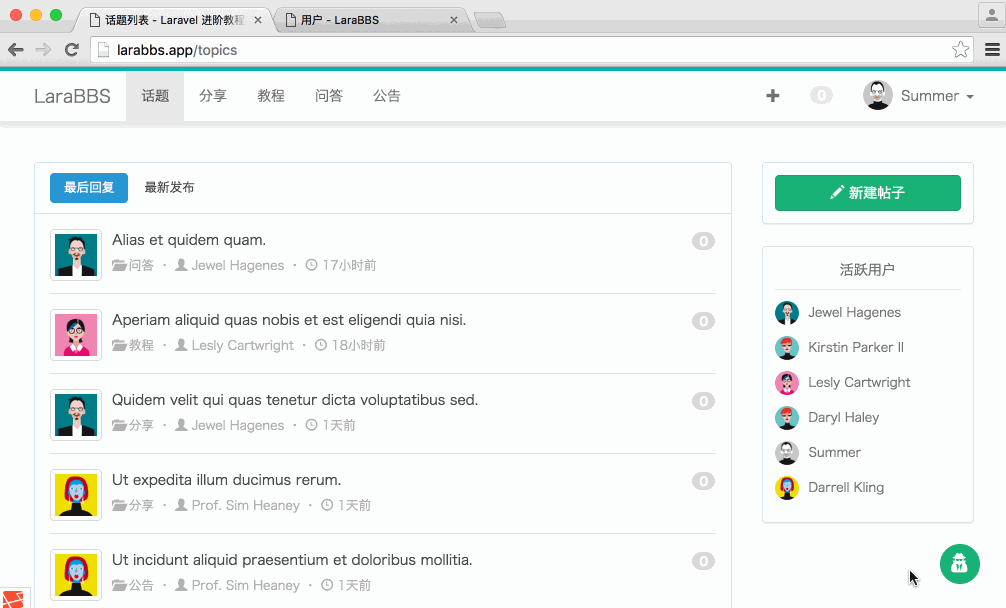 话题列表 - Laravel 进阶教程
用户 - LaraBBS
larabbs.app/topics
LaraBBS 话题 分享 教程 问答 公告 0 Summer
最后回复 最新发布
Alias et quidem quam. 0
问答 · Jewel Hagenes · 17小时前
Aperiam aliquid quas nobis et est eligendi quia nisi. 0
教程 · Lesly Cartwright · 18小时前
Quidem velit qui quas tenetur dicta voluptatibus sed. 0
分享 · Jewel Hagenes · 1天前
Ut expedita illum ducimus rerum. 0
分享 · Prof. Sim Heaney · 1天前
Ut incidunt aliquid praesentium et doloribus mollitia. 0
公告 · Prof. Sim Heaney · 1天前
新建帖子
活跃用户
Jewel Hagenes
Kirstin Parker II
Lesly Cartwright
Daryl Haley
Summer
Darrell Kling